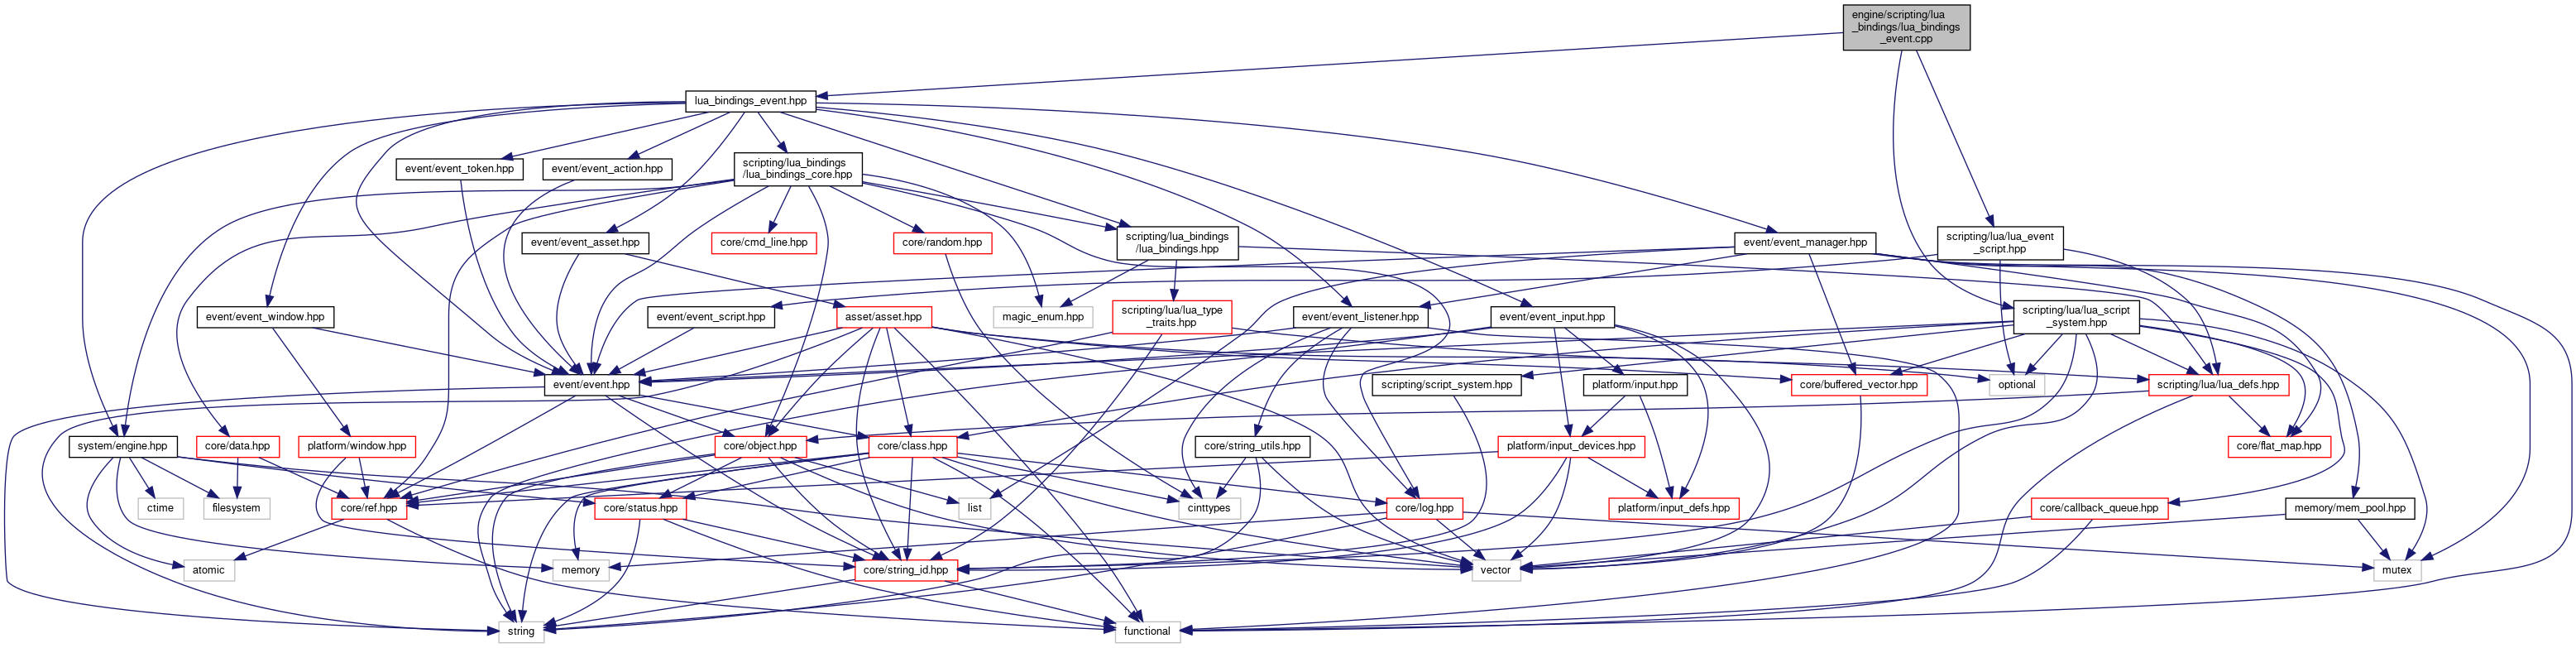 engine/scripting/lua
_bindings/lua_bindings
_event.cpp
lua_bindings_event.hpp
event/event_token.hpp
event/event_action.hpp
scripting/lua_bindings
/lua_bindings_core.hpp
event/event_asset.hpp
core/cmd_line.hpp
core/random.hpp
scripting/lua_bindings
/lua_bindings.hpp
event/event_manager.hpp
scripting/lua/lua_event
_script.hpp
event/event_window.hpp
event/event_script.hpp
asset/asset.hpp
magic_enum.hpp
scripting/lua/lua_type
_traits.hpp
event/event_listener.hpp
event/event_input.hpp
scripting/lua/lua_script
_system.hpp
event/event.hpp
scripting/script_system.hpp
platform/input.hpp
core/buffered_vector.hpp
optional
scripting/lua/lua_defs.hpp
system/engine.hpp
core/data.hpp
platform/window.hpp
core/object.hpp
core/class.hpp
core/string_utils.hpp
platform/input_devices.hpp
core/flat_map.hpp
ctime
filesystem
core/ref.hpp
core/status.hpp
list
cinttypes
core/log.hpp
platform/input_defs.hpp
core/callback_queue.hpp
memory/mem_pool.hpp
atomic
memory
core/string_id.hpp
vector
mutex
string
functional